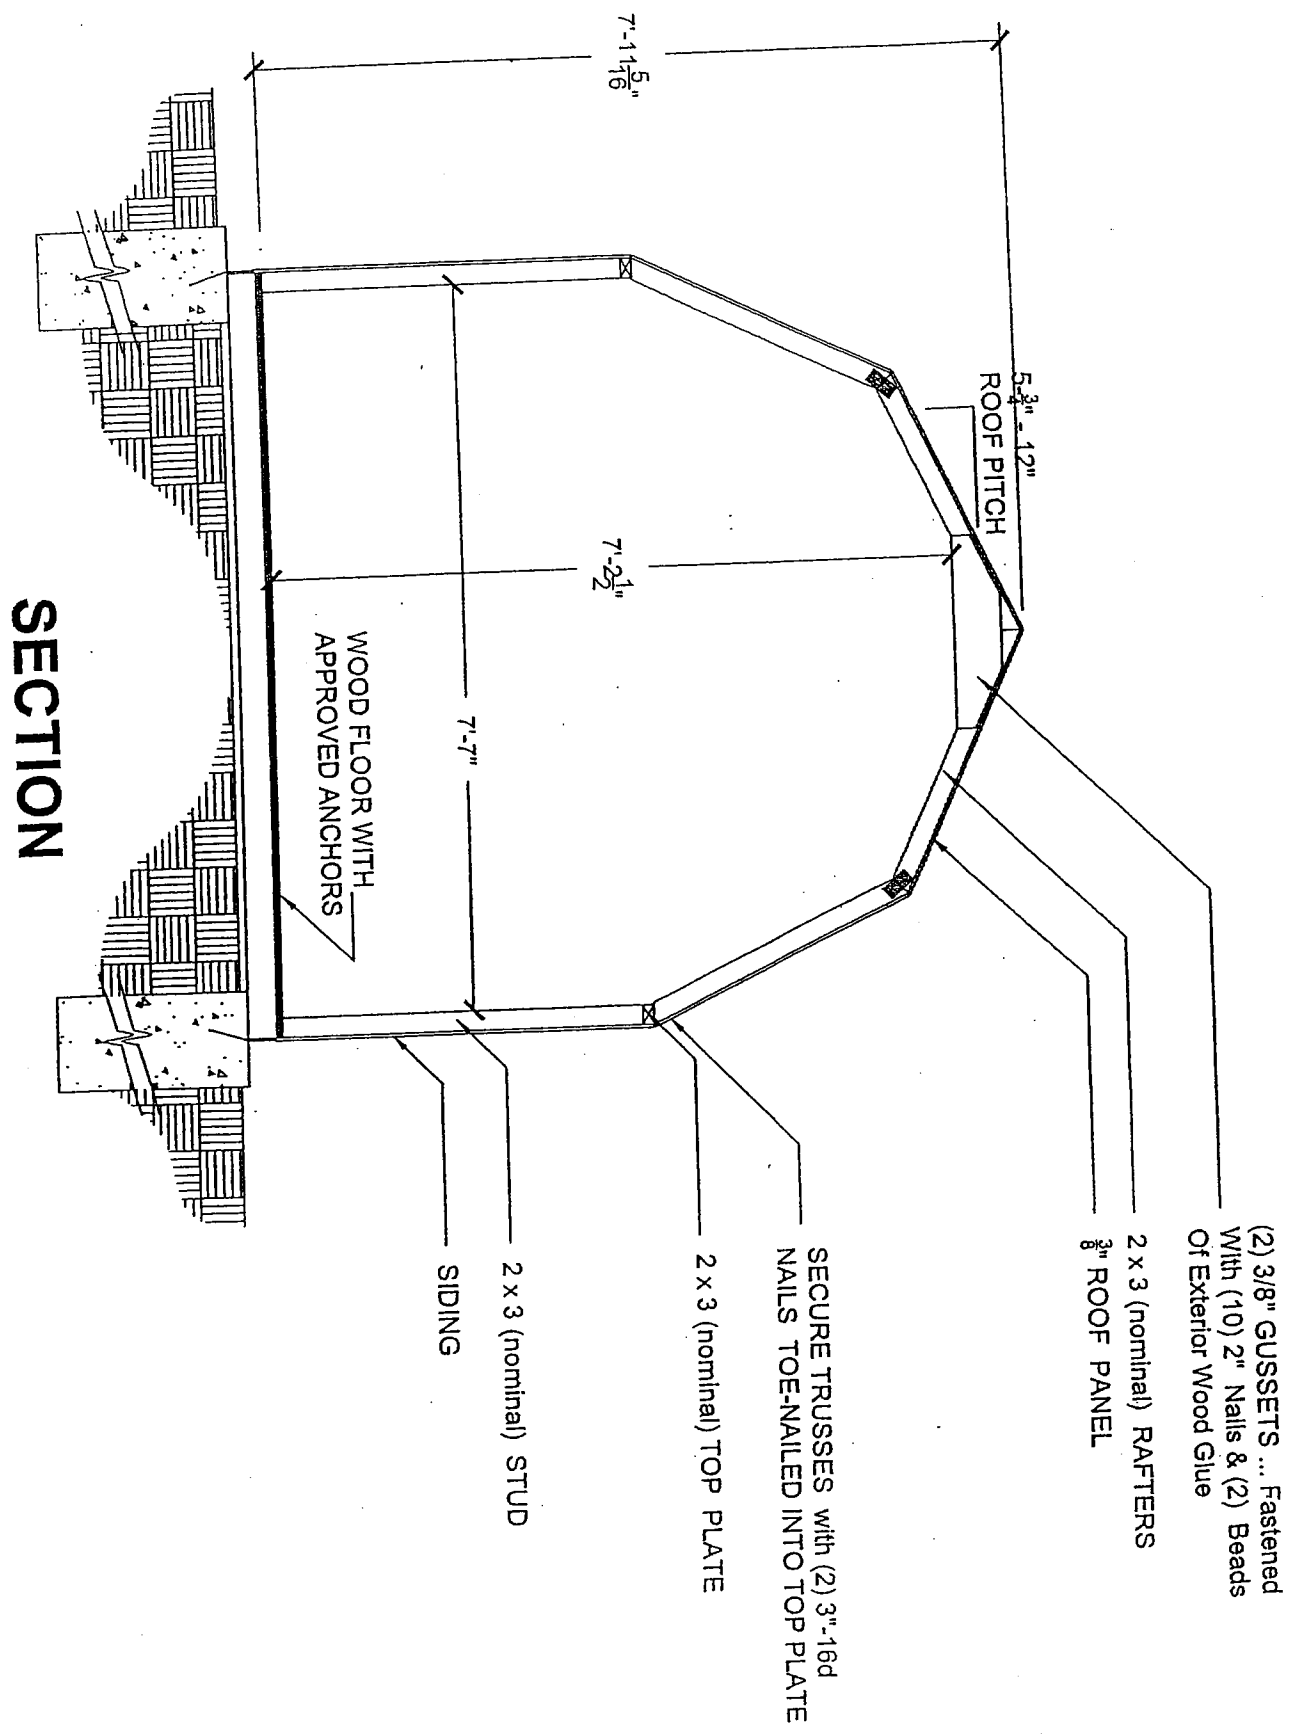 (2) 3/8" GUSSETS ... Fastened
With (10) 2" Nails & (2) Beads
Of Exterior Wood Glue
2 x 3 (nominal) RAFTERS
3/8" ROOF PANEL
SECURE TRUSSES with (2) 3"-16d
NAILS TOE-NAILED INTO TOP PLATE
2 x 3 (nominal) TOP PLATE
2 x 3 (nominal) STUD
SIDING
5-3/4" - 12"
ROOF PITCH
7'-11 5/16"
7'-2 1/2"
7'-7"
WOOD FLOOR WITH
APPROVED ANCHORS
SECTION